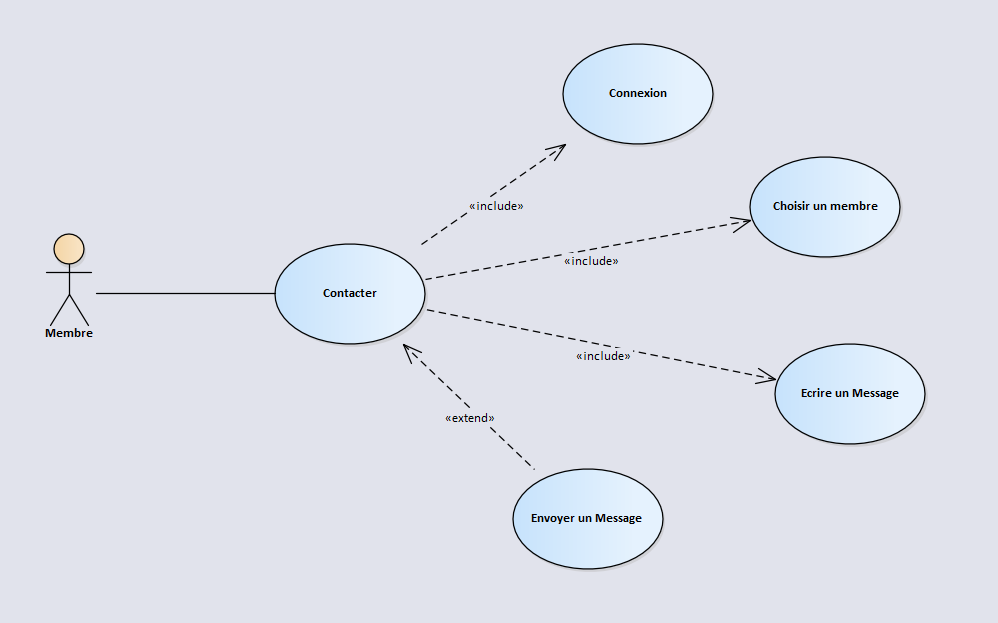 Connexion
«include»
Choisir un membre
«include»
Contacter
Membre
«include»
Ecrire un Message
«extend»
Envoyer un Message